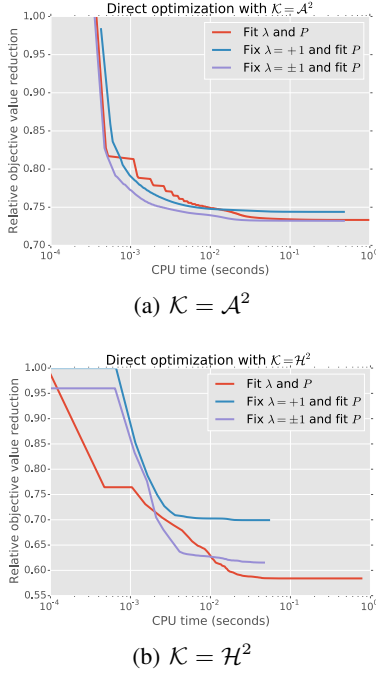 Direct optimization with 𝒦=𝒜²
Relative objective value reduction
1.00
0.95
0.90
0.85
0.80
0.75
0.70
Fit λ and P
Fix λ=+1 and fit P
Fix λ=±1 and fit P
10⁻⁴ 10⁻³ 10⁻² 10⁻¹ 10⁰
CPU time (seconds)
(a) 𝒦 = 𝒜²
Direct optimization with 𝒦=ℋ²
Relative objective value reduction
1.00
0.95
0.90
0.85
0.80
0.75
0.70
0.65
0.60
0.55
Fit λ and P
Fix λ=+1 and fit P
Fix λ=±1 and fit P
10⁻⁴ 10⁻³ 10⁻² 10⁻¹ 10⁰
CPU time (seconds)
(b) 𝒦 = ℋ²